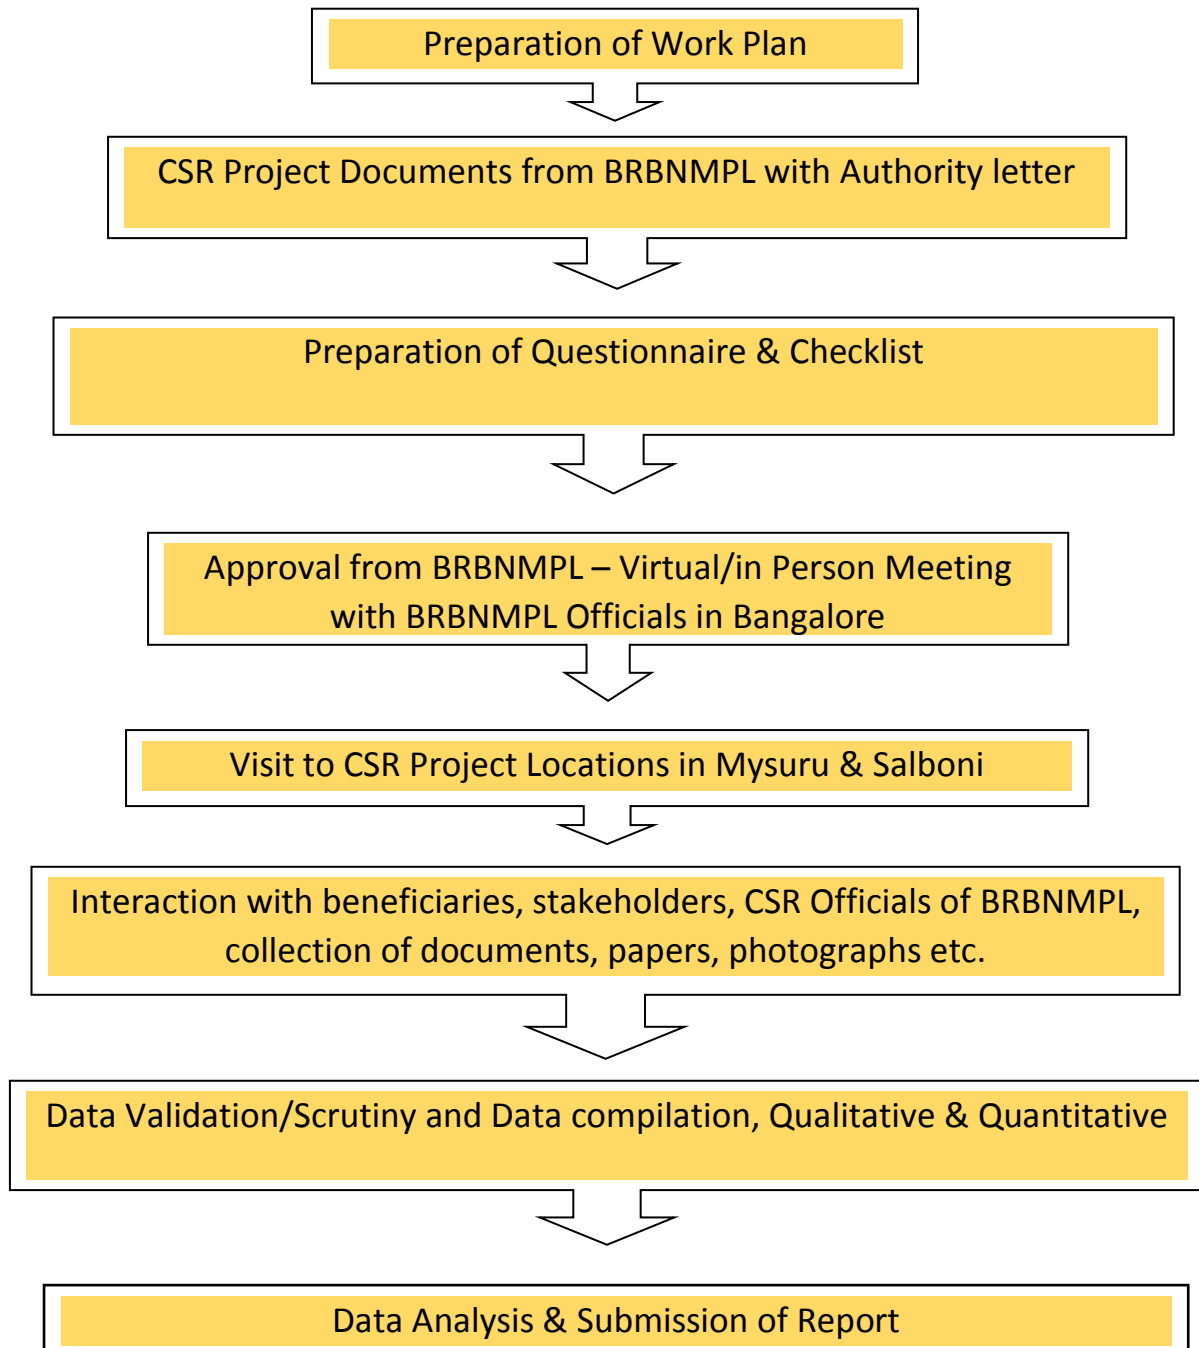 Preparation of Work Plan
CSR Project Documents from BRBNMPL with Authority letter
Preparation of Questionnaire & Checklist
Approval from BRBNMPL – Virtual/in Person Meeting
with BRBNMPL Officials in Bangalore
Visit to CSR Project Locations in Mysuru & Salboni
Interaction with beneficiaries, stakeholders, CSR Officials of BRBNMPL,
collection of documents, papers, photographs etc.
Data Validation/Scrutiny and Data compilation, Qualitative & Quantitative
Data Analysis & Submission of Report